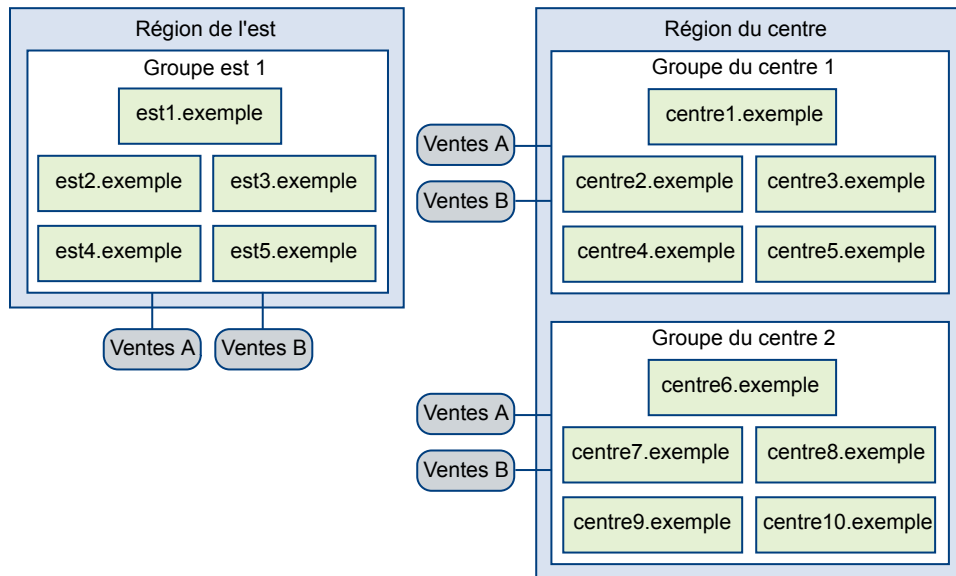 Région de l'est
Groupe est 1
est1.exemple
est2.exemple
est3.exemple
est4.exemple
est5.exemple
Ventes A
Ventes B
Région du centre
Groupe du centre 1
centre1.exemple
Ventes A
centre2.exemple
centre3.exemple
Ventes B
centre4.exemple
centre5.exemple
Groupe du centre 2
centre6.exemple
Ventes A
centre7.exemple
centre8.exemple
Ventes B
centre9.exemple
centre10.exemple